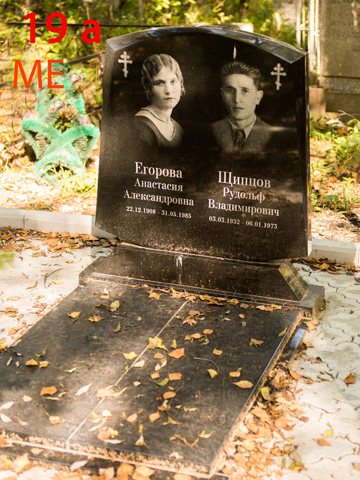 19 а
МЕ
Егорова
Анастасия
Александровна
22.12.1908 - 31.05.1985
Щипцов
Рудольф
Владимирович
03.03.1932 - 06.01.1973